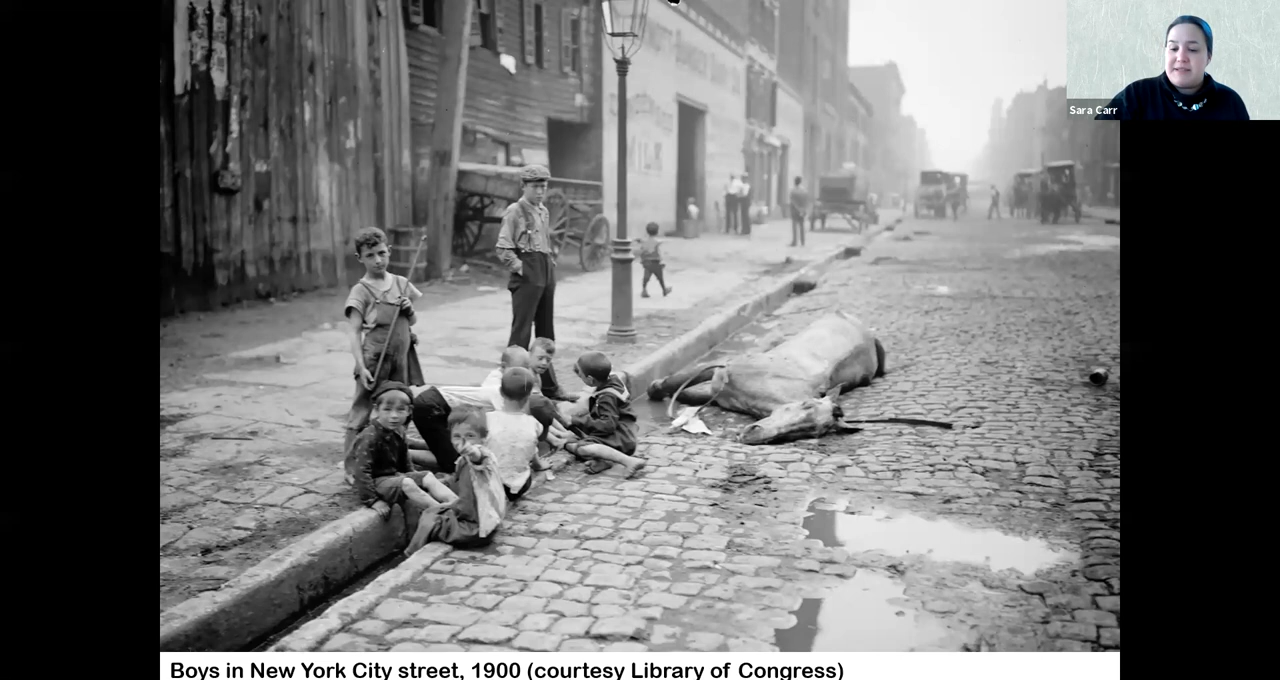 Sara Carr
Boys in New York City street, 1900 (courtesy Library of Congress)